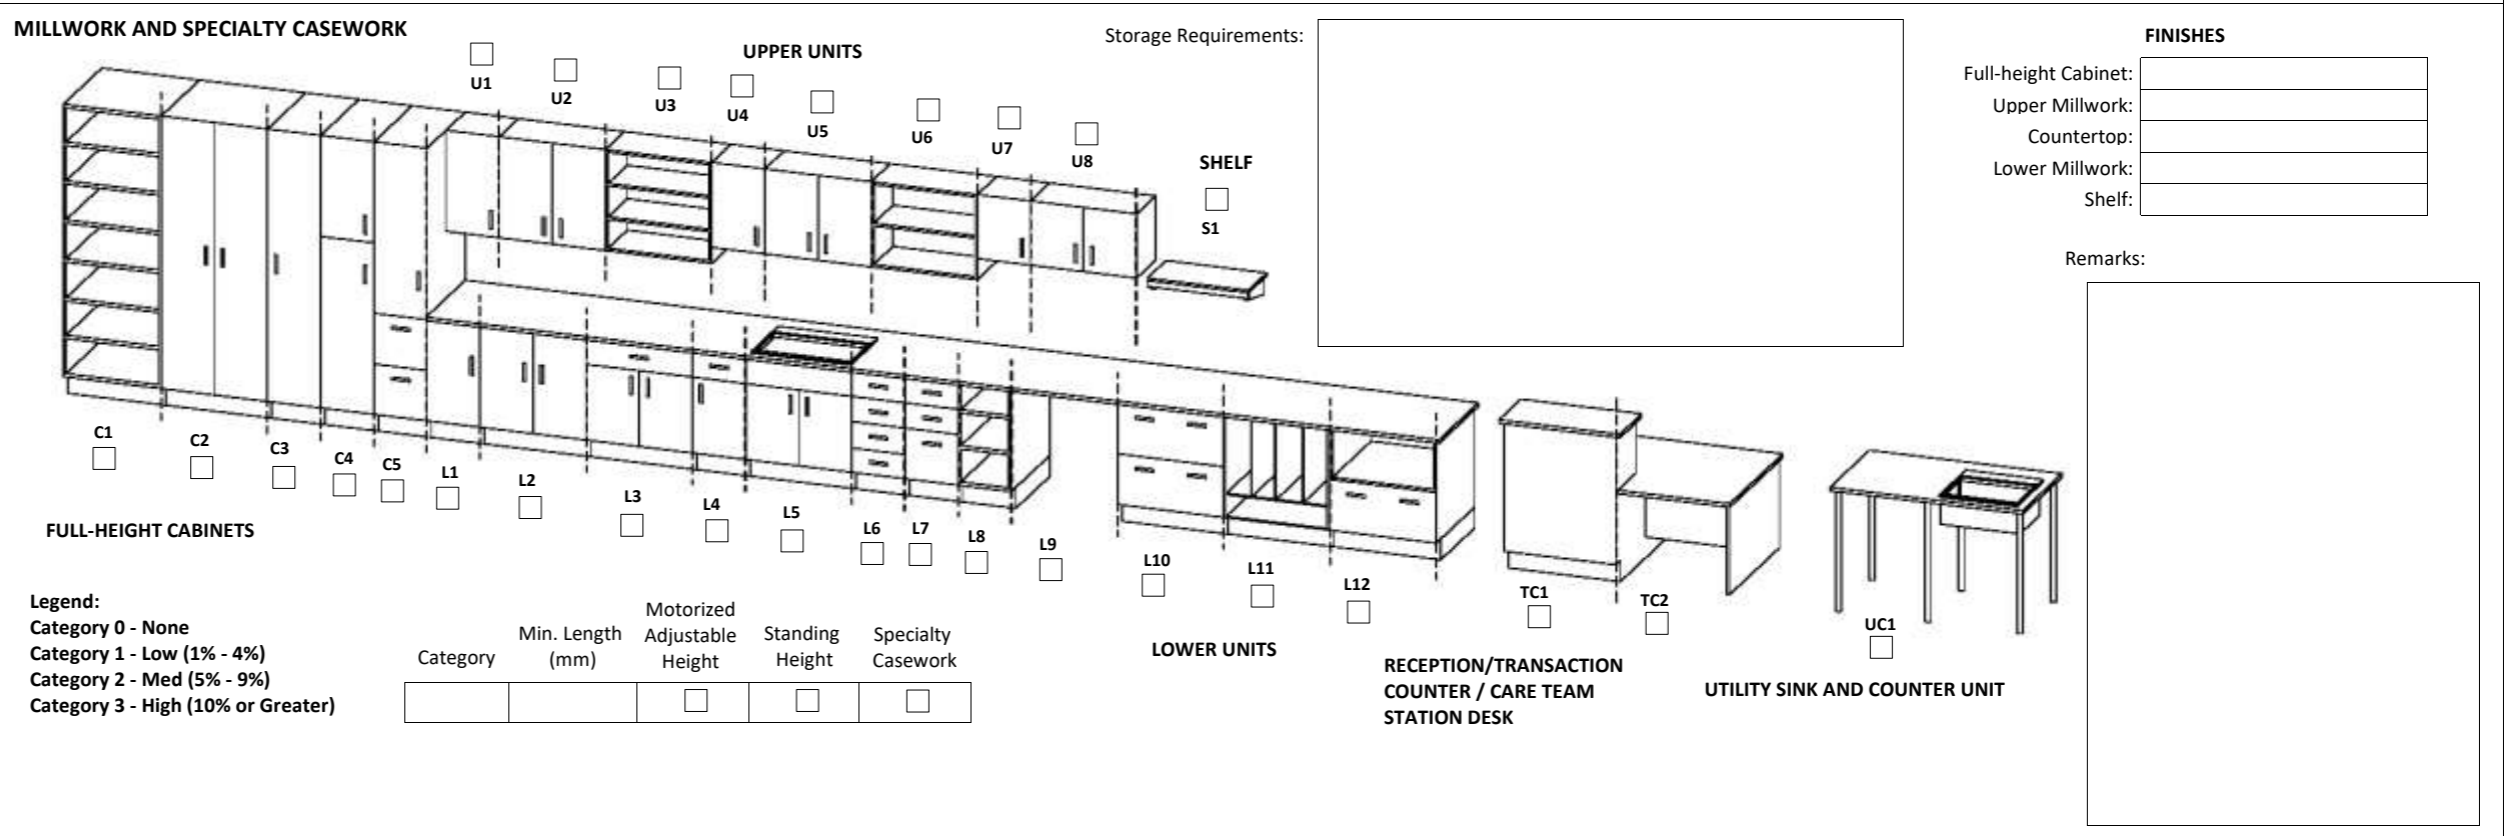 MILLWORK AND SPECIALTY CASEWORK
UPPER UNITS
U1
U2
U3
U4
U5
U6
U7
U8
SHELF
S1
Storage Requirements:
FINISHES
Full-height Cabinet:
Upper Millwork:
Countertop:
Lower Millwork:
Shelf:
Remarks:
C1
C2
C3
C4
C5
L1
L2
L3
L4
L5
L6
L7
L8
L9
L10
L11
L12
TC1
TC2
UC1
FULL-HEIGHT CABINETS
LOWER UNITS
RECEPTION/TRANSACTION
COUNTER / CARE TEAM
STATION DESK
UTILITY SINK AND COUNTER UNIT
Legend:
Category 0 - None
Category 1 - Low (1% - 4%)
Category 2 - Med (5% - 9%)
Category 3 - High (10% or Greater)
Category
Min. Length
(mm)
Motorized
Adjustable
Height
Standing
Height
Specialty
Casework